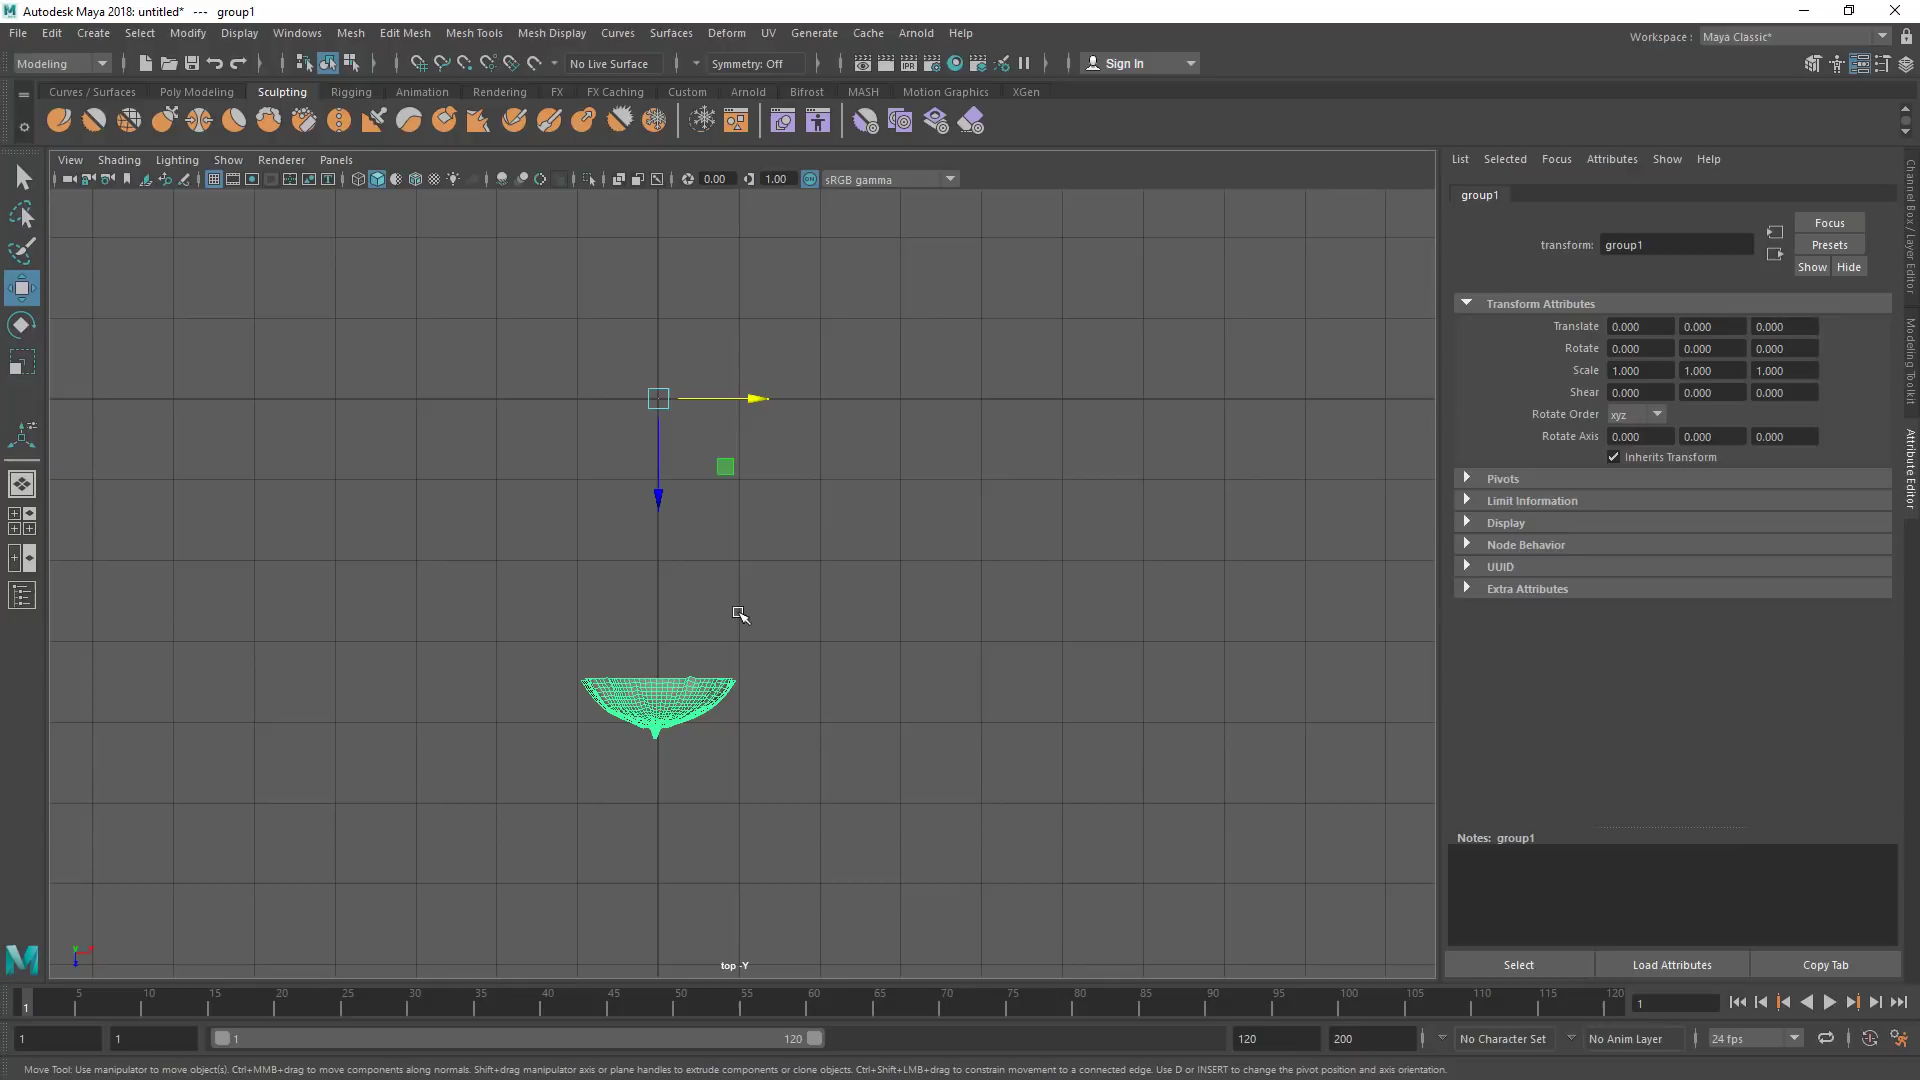 Autodesk Maya 2018: untitled* --- group1
File Edit Create Select Modify Display Windows Mesh Edit Mesh Mesh Tools Mesh Display Curves Surfaces Deform UV Generate Cache Arnold Help
Workspace : Maya Classic*
Modeling No Live Surface Symmetry: Off Sign In
Curves / Surfaces Poly Modeling Sculpting Rigging Animation Rendering FX FX Caching Custom Arnold Bifrost MASH Motion Graphics XGen
View Shading Lighting Show Renderer Panels
0.00 1.00 ON sRGB gamma
top -Y
List Selected Focus Attributes Show Help
group1
Focus
transform: group1
Presets
Show Hide
Transform Attributes
Translate 0.000 0.000 0.000
Rotate 0.000 0.000 0.000
Scale 1.000 1.000 1.000
Shear 0.000 0.000 0.000
Rotate Order xyz
Rotate Axis 0.000 0.000 0.000
Inherits Transform
Pivots
Limit Information
Display
Node Behavior
UUID
Extra Attributes
Notes: group1
Select Load Attributes Copy Tab
Channel Box / Layer Editor
Modeling Toolkit
Attribute Editor
1 5 10 15 20 25 30 35 40 45 50 55 60 65 70 75 80 85 90 95 100 105 110 115 120 1
1 1 1 120 120 200 No Character Set No Anim Layer 24 fps
Move Tool: Use manipulator to move object(s). Ctrl+MMB+drag to move components along normals. Shift+drag manipulator axis or plane handles to extrude components or clone objects. Ctrl+Shift+LMB+drag to constrain movement to a connected edge. Use D or INSERT to change the pivot position and axis orientation.